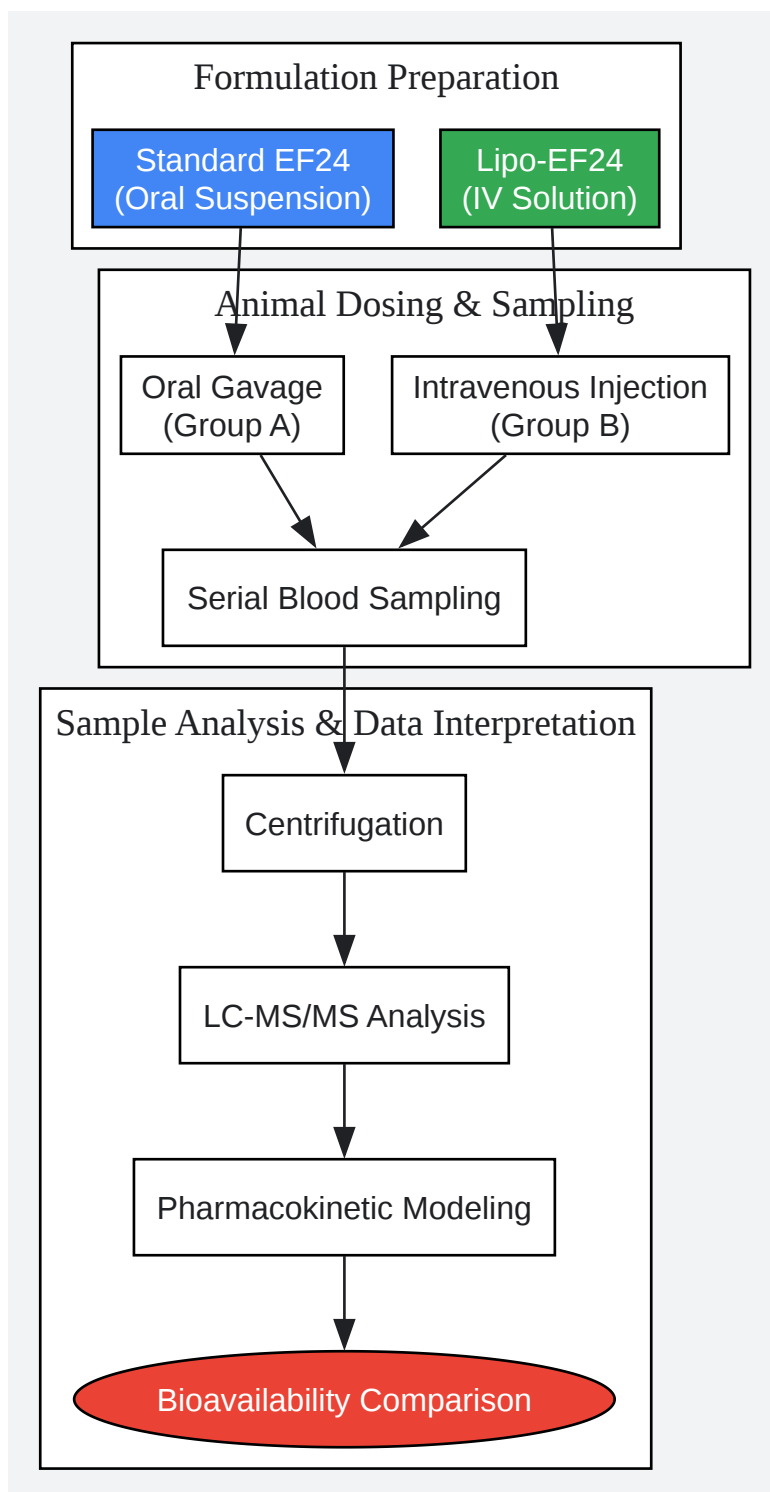 Formulation Preparation
Standard EF24
(Oral Suspension)
Lipo-EF24
(IV Solution)
Animal Dosing & Sampling
Oral Gavage
(Group A)
Intravenous Injection
(Group B)
Serial Blood Sampling
Sample Analysis & Data Interpretation
Centrifugation
LC-MS/MS Analysis
Pharmacokinetic Modeling
Bioavailability Comparison